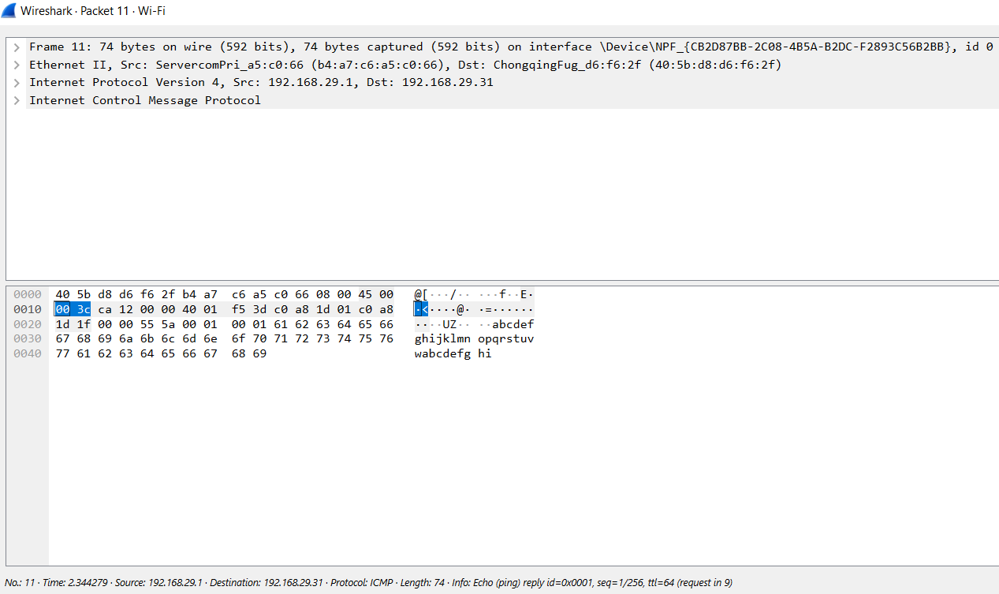 Wireshark · Packet 11 · Wi-Fi
Frame 11: 74 bytes on wire (592 bits), 74 bytes captured (592 bits) on interface \Device\NPF_{CB2D87BB-2C08-4B5A-B2DC-F2893C56B2BB}, id 0
Ethernet II, Src: ServercomPri_a5:c0:66 (b4:a7:c6:a5:c0:66), Dst: ChongqingFug_d6:f6:2f (40:5b:d8:d6:f6:2f)
Internet Protocol Version 4, Src: 192.168.29.1, Dst: 192.168.29.31
Internet Control Message Protocol
0000 40 5b d8 d6 f6 2f b4 a7 c6 a5 c0 66 08 00 45 00 @[···/·· ···f··E·
0010 00 3c ca 12 00 00 40 01 f5 3d c0 a8 1d 01 c0 a8 ·<····@· ·=······
0020 1d 1f 00 00 55 5a 00 01 00 01 61 62 63 64 65 66 ····UZ·· ··abcdef
0030 67 68 69 6a 6b 6c 6d 6e 6f 70 71 72 73 74 75 76 ghijklmn opqrstuv
0040 77 61 62 63 64 65 66 67 68 69 wabcdefg hi
No.: 11 · Time: 2.344279 · Source: 192.168.29.1 · Destination: 192.168.29.31 · Protocol: ICMP · Length: 74 · Info: Echo (ping) reply id=0x0001, seq=1/256, ttl=64 (request in 9)